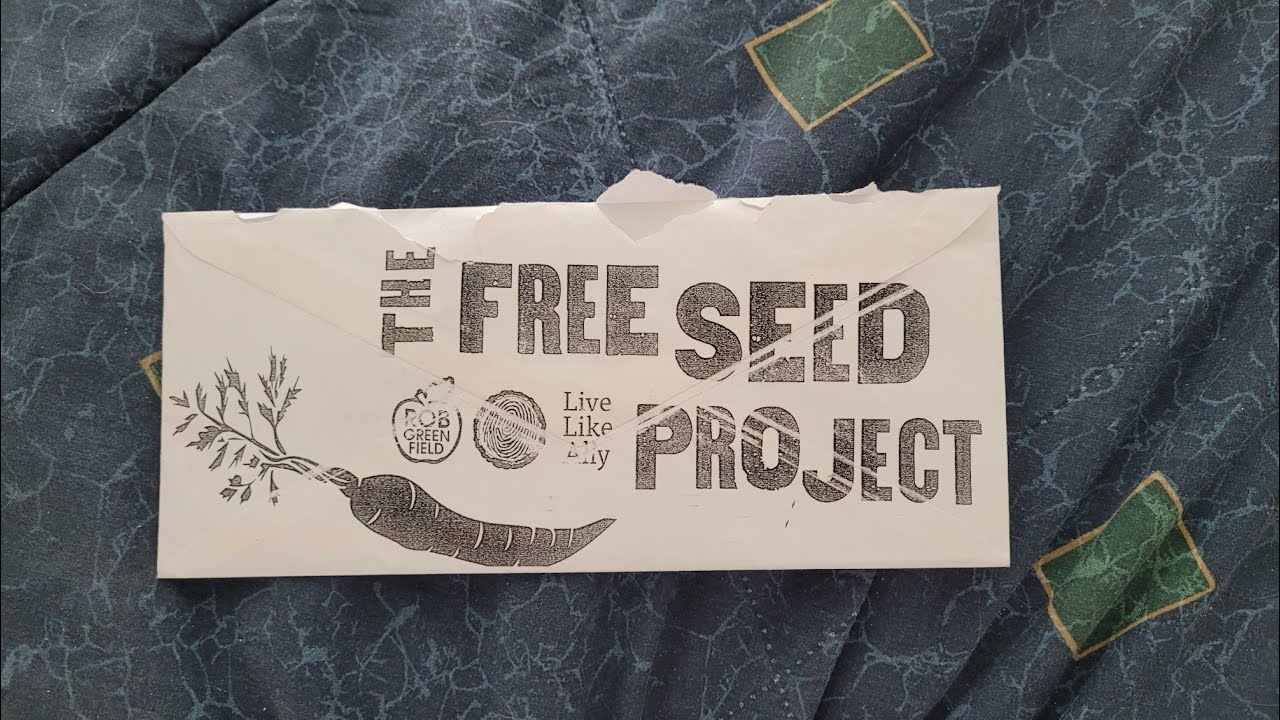 THE FREE SEED
PROJECT
ROB
GREEN
FIELD
Live
Like
Ally